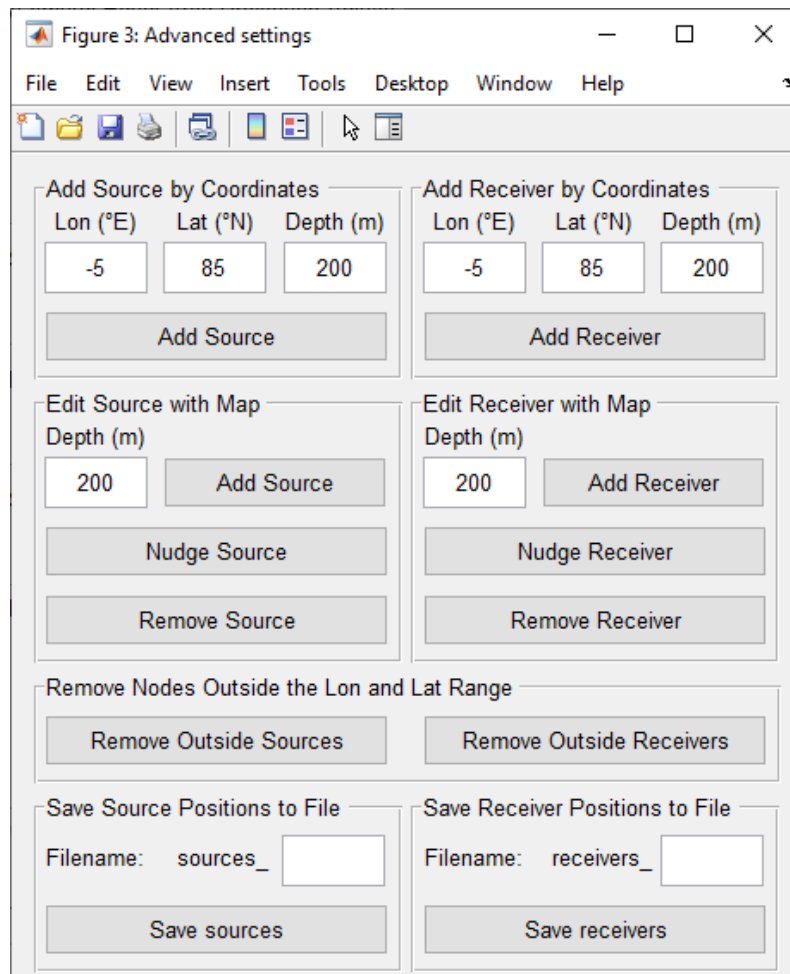 Figure 3: Advanced settings
File Edit View Insert Tools Desktop Window Help
Add Source by Coordinates
Lon (°E) Lat (°N) Depth (m)
-5 85 200
Add Source
Add Receiver by Coordinates
Lon (°E) Lat (°N) Depth (m)
-5 85 200
Add Receiver
Edit Source with Map
Depth (m)
200 Add Source
Nudge Source
Remove Source
Edit Receiver with Map
Depth (m)
200 Add Receiver
Nudge Receiver
Remove Receiver
Remove Nodes Outside the Lon and Lat Range
Remove Outside Sources Remove Outside Receivers
Save Source Positions to File
Filename: sources_
Save sources
Save Receiver Positions to File
Filename: receivers_
Save receivers